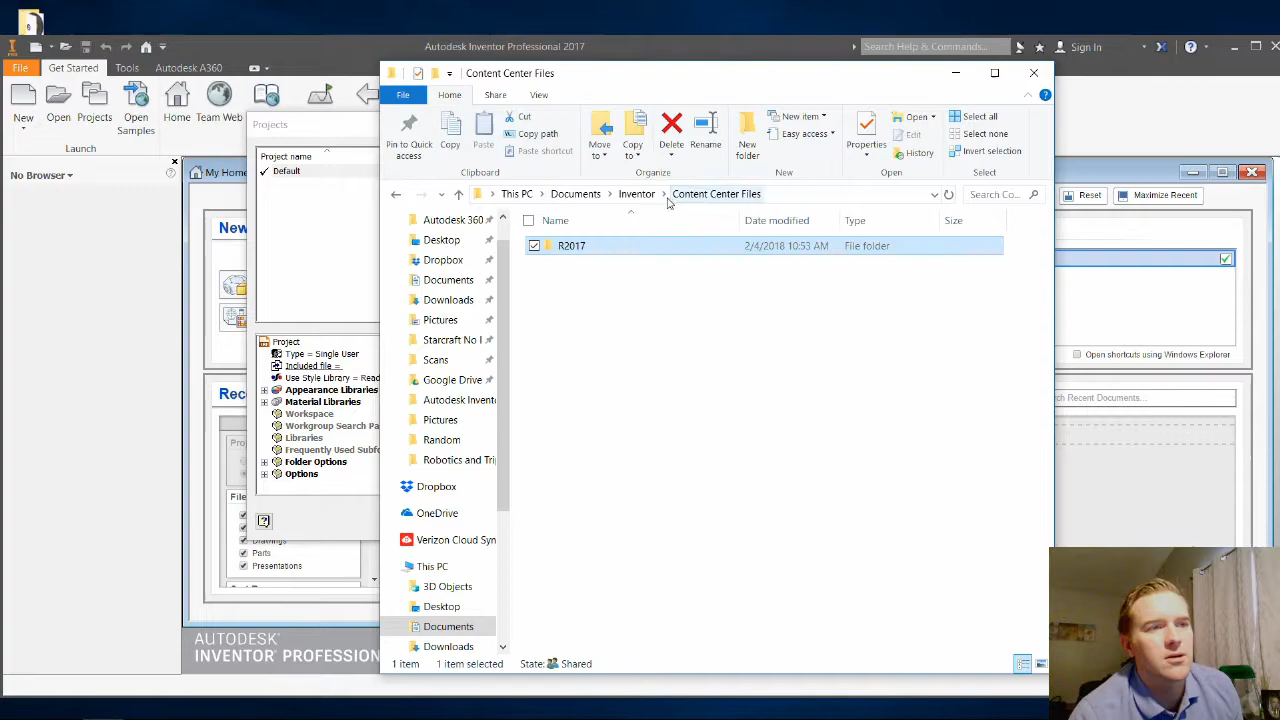 Autodesk Inventor Professional 2017
Search Help & Commands...
Sign In
File
Get Started
Tools
Autodesk A360
New
Open
Projects
Open
Samples
Home
Team Web
Launch
No Browser
My Home
New
Rec
Projects
Project name
Default
Project
Type = Single User
Included file =
Use Style Library = Read
Appearance Libraries
Material Libraries
Workspace
Workgroup Search Pa
Libraries
Frequently Used Subf
Folder Options
Options
Drawings
Parts
Presentations
AUTODESK
INVENTOR PROFESSION
Content Center Files
File
Home
Share
View
Pin to Quick
access
Copy
Paste
Cut
Copy path
Paste shortcut
Clipboard
Move
to
Copy
to
Delete
Rename
Organize
New
folder
New item
Easy access
New
Properties
Open
Edit
History
Open
Select all
Select none
Invert selection
Select
This PC
Documents
Inventor
Content Center Files
Search Co...
Name
Date modified
Type
Size
R2017
2/4/2018 10:53 AM
File folder
Autodesk 360
Desktop
Dropbox
Documents
Downloads
Pictures
Starcraft No I
Scans
Google Drive
Autodesk Invento
Pictures
Random
Robotics and Trip
Dropbox
OneDrive
Verizon Cloud Syn
This PC
3D Objects
Desktop
Documents
Downloads
1 item
1 item selected
State:
Shared
Reset
Maximize Recent
Open shortcuts using Windows Explorer
ch Recent Documents...